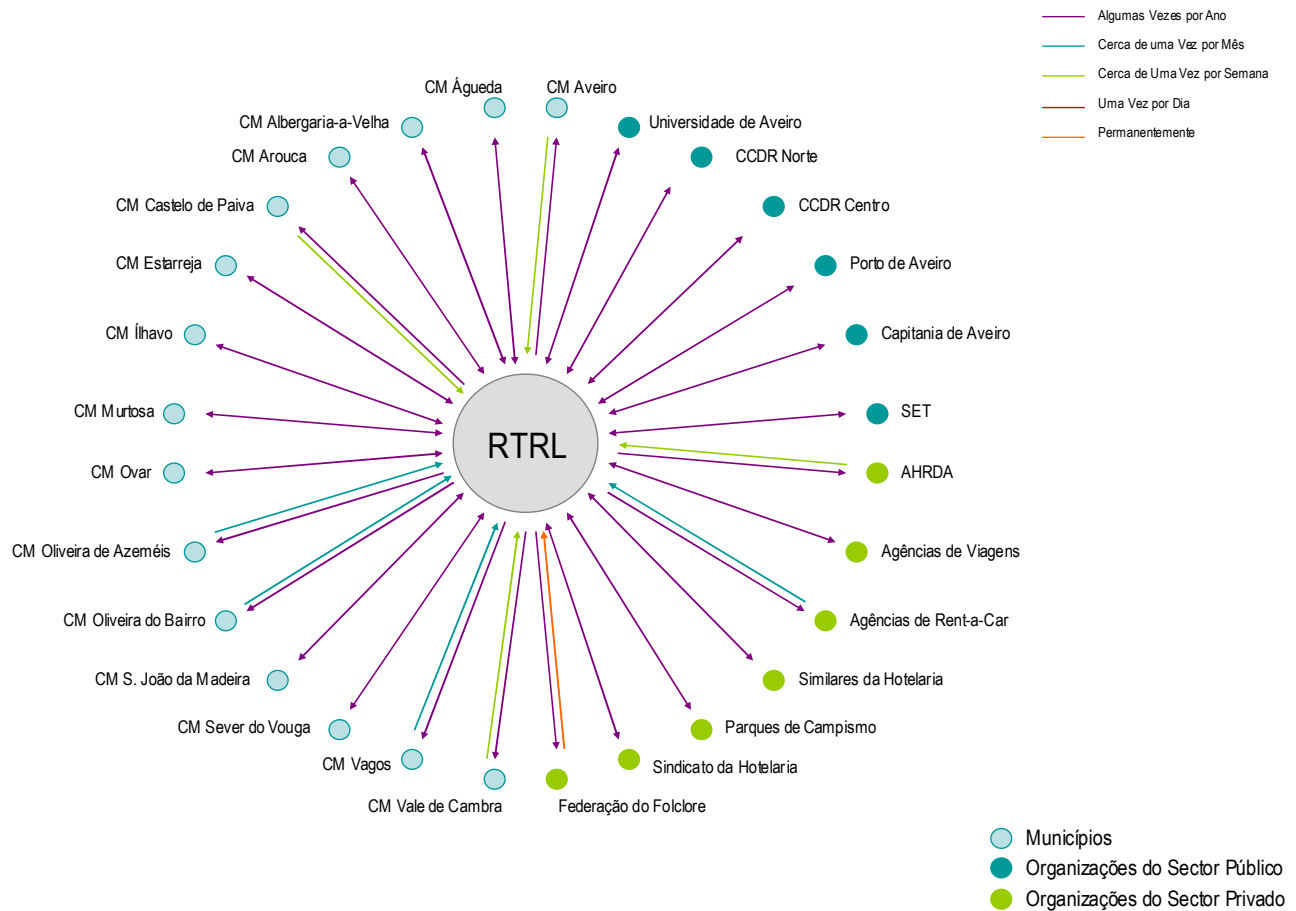 Algumas Vezes por Ano
Cerca de uma Vez por Mês
Cerca de Uma Vez por Semana
Uma Vez por Dia
Permanentemente
CM Águeda
CM Aveiro
CM Albergaria-a-Velha
Universidade de Aveiro
CM Arouca
CCDR Norte
CM Castelo de Paiva
CCDR Centro
CM Estarreja
Porto de Aveiro
CM Ílhavo
Capitania de Aveiro
CM Murtosa
SET
RTRL
CM Ovar
AHRDA
CM Oliveira de Azeméis
Agências de Viagens
CM Oliveira do Bairro
Agências de Rent-a-Car
CM S. João da Madeira
Similares da Hotelaria
CM Sever do Vouga
Parques de Campismo
CM Vagos
Sindicato da Hotelaria
CM Vale de Cambra
Federação do Folclore
Municípios
Organizações do Sector Público
Organizações do Sector Privado